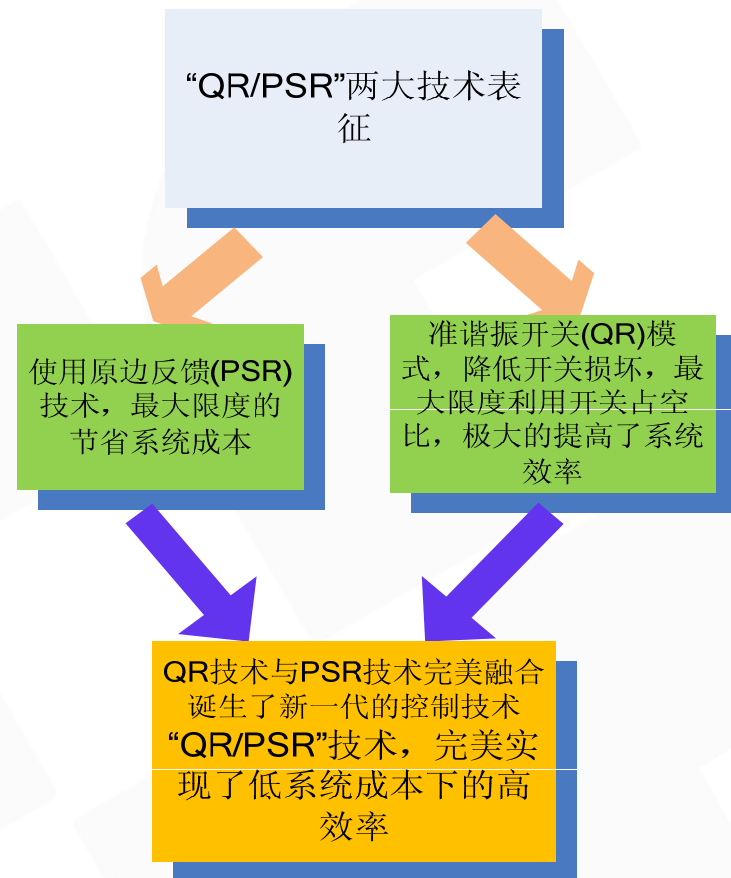 “QR/PSR”两大技术表
征
使用原边反馈(PSR)
技术，最大限度的
节省系统成本
准谐振开关(QR)模
式，降低开关损坏，最
大限度利用开关占空
比，极大的提高了系统
效率
QR技术与PSR技术完美融合
诞生了新一代的控制技术
“QR/PSR”技术，完美实
现了低系统成本下的高
效率